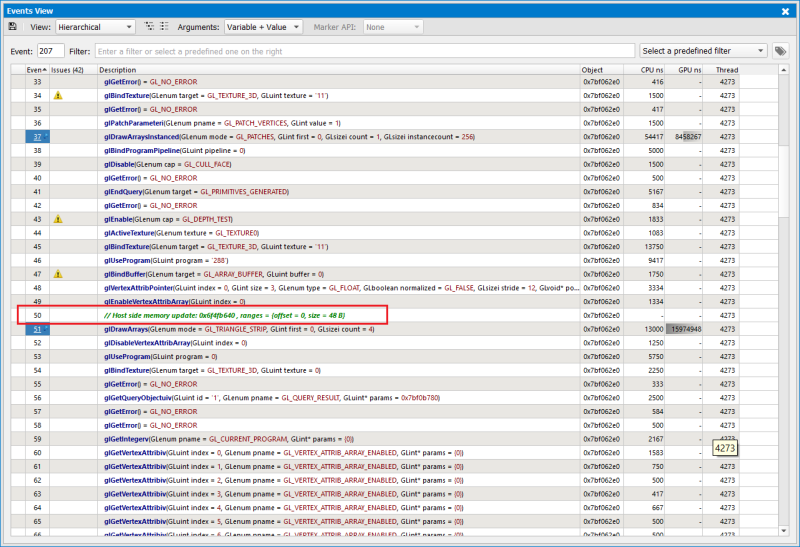 Events View
View: Hierarchical Arguments: Variable + Value Marker API: None
Event: 207 Filter: Enter a filter or select a predefined one on the right Select a predefined filter
Even Issues (42) Description Object CPU ns GPU ns Thread
33 glGetError() = GL_NO_ERROR 0x7bf062e0 416 - 4273
34 glBindTexture(GLenum target = GL_TEXTURE_3D, GLuint texture = `11`) 0x7bf062e0 1500 - 4273
35 glGetError() = GL_NO_ERROR 0x7bf062e0 417 - 4273
36 glPatchParameteri(GLenum pname = GL_PATCH_VERTICES, GLint value = 1) 0x7bf062e0 1500 - 4273
37 glDrawArraysInstanced(GLenum mode = GL_PATCHES, GLint first = 0, GLsizei count = 1, GLsizei instancecount = 256) 0x7bf062e0 54417 8458267 4273
38 glBindProgramPipeline(GLuint pipeline = 0) 0x7bf062e0 5000 - 4273
39 glDisable(GLenum cap = GL_CULL_FACE) 0x7bf062e0 1500 - 4273
40 glGetError() = GL_NO_ERROR 0x7bf062e0 500 - 4273
41 glEndQuery(GLenum target = GL_PRIMITIVES_GENERATED) 0x7bf062e0 5167 - 4273
42 glGetError() = GL_NO_ERROR 0x7bf062e0 834 - 4273
43 glEnable(GLenum cap = GL_DEPTH_TEST) 0x7bf062e0 1833 - 4273
44 glActiveTexture(GLenum texture = GL_TEXTURE0) 0x7bf062e0 1083 - 4273
45 glBindTexture(GLenum target = GL_TEXTURE_3D, GLuint texture = `11`) 0x7bf062e0 13750 - 4273
46 glUseProgram(GLuint program = `288`) 0x7bf062e0 9417 - 4273
47 glBindBuffer(GLenum target = GL_ARRAY_BUFFER, GLuint buffer = 0) 0x7bf062e0 1750 - 4273
48 glVertexAttribPointer(GLuint index = 0, GLint size = 3, GLenum type = GL_FLOAT, GLboolean normalized = GL_FALSE, GLsizei stride = 12, GLvoid* po... 0x7bf062e0 3334 - 4273
49 glEnableVertexAttribArray(GLuint index = 0) 0x7bf062e0 1334 - 4273
50 // Host side memory update: 0x6f4fb640 , ranges = {offset = 0, size = 48 B} - - 4273
51 glDrawArrays(GLenum mode = GL_TRIANGLE_STRIP, GLint first = 0, GLsizei count = 4) 0x7bf062e0 13000 15974948 4273
52 glDisableVertexAttribArray(GLuint index = 0) 0x7bf062e0 1250 - 4273
53 glUseProgram(GLuint program = 0) 0x7bf062e0 5750 - 4273
54 glBindTexture(GLenum target = GL_TEXTURE_3D, GLuint texture = 0) 0x7bf062e0 2250 - 4273
55 glGetError() = GL_NO_ERROR 0x7bf062e0 333 - 4273
56 glGetQueryObjectuiv(GLuint id = `1`, GLenum pname = GL_QUERY_RESULT, GLuint* params = 0x7bf0b780) 0x7bf062e0 2500 - 4273
57 glGetError() = GL_NO_ERROR 0x7bf062e0 584 - 4273
58 glGetError() = GL_NO_ERROR 0x7bf062e0 500 - 4273
59 glGetIntegerv(GLenum pname = GL_CURRENT_PROGRAM, GLint* params = {0}) 0x7bf062e0 2167 - 4273
60 glGetVertexAttribiv(GLuint index = 0, GLenum pname = GL_VERTEX_ATTRIB_ARRAY_ENABLED, GLint* params = {0}) 0x7bf062e0 1583 4273
61 glGetVertexAttribiv(GLuint index = 1, GLenum pname = GL_VERTEX_ATTRIB_ARRAY_ENABLED, GLint* params = {0}) 0x7bf062e0 750 - 4273
62 glGetVertexAttribiv(GLuint index = 2, GLenum pname = GL_VERTEX_ATTRIB_ARRAY_ENABLED, GLint* params = {0}) 0x7bf062e0 500 - 4273
63 glGetVertexAttribiv(GLuint index = 3, GLenum pname = GL_VERTEX_ATTRIB_ARRAY_ENABLED, GLint* params = {0}) 0x7bf062e0 417 - 4273
64 glGetVertexAttribiv(GLuint index = 4, GLenum pname = GL_VERTEX_ATTRIB_ARRAY_ENABLED, GLint* params = {0}) 0x7bf062e0 667 - 4273
65 glGetVertexAttribiv(GLuint index = 5, GLenum pname = GL_VERTEX_ATTRIB_ARRAY_ENABLED, GLint* params = {0}) 0x7bf062e0 500 - 4273
66 glGetVertexAttribiv(GLuint index = 6, GLenum pname = GL_VERTEX_ATTRIB_ARRAY_ENABLED, GLint* params = {0}) 0x7bf062e0 500 - 4273